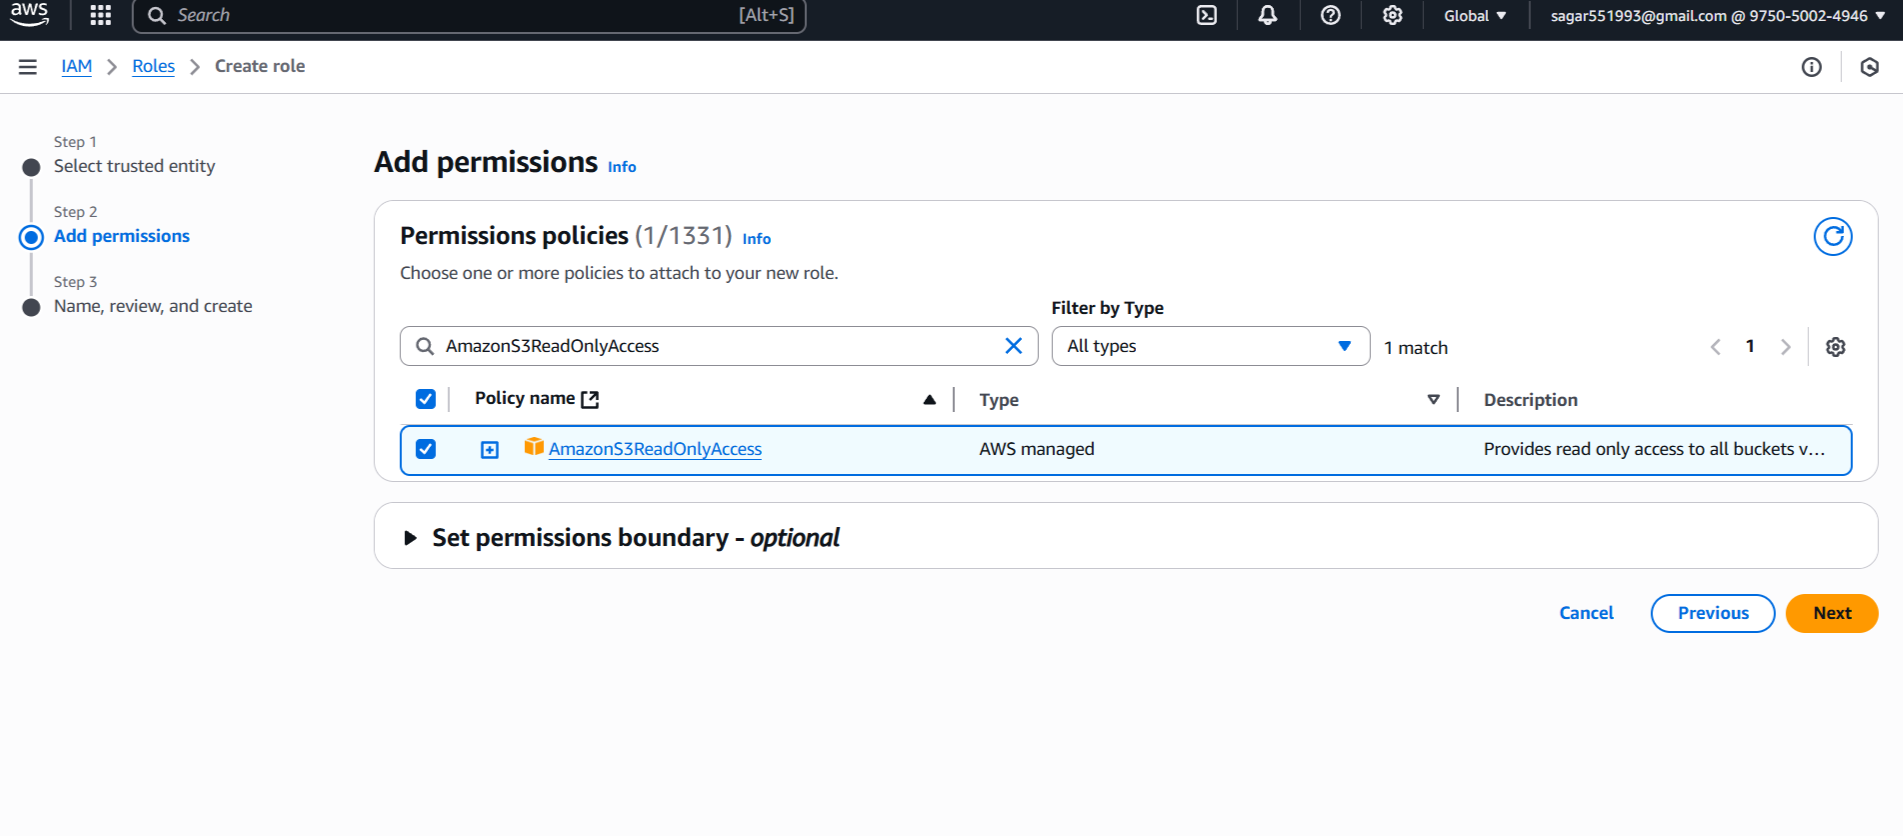 aws
Search [Alt+S] Global sagar551993@gmail.com @ 9750-5002-4946
IAM Roles Create role
Step 1
Select trusted entity
Step 2
Add permissions
Step 3
Name, review, and create
Add permissions Info
Permissions policies (1/1331) Info
Choose one or more policies to attach to your new role.
Filter by Type
AmazonS3ReadOnlyAccess All types 1 match 1
Policy name Type Description
AmazonS3ReadOnlyAccess AWS managed Provides read only access to all buckets v...
Set permissions boundary - optional
Cancel Previous Next